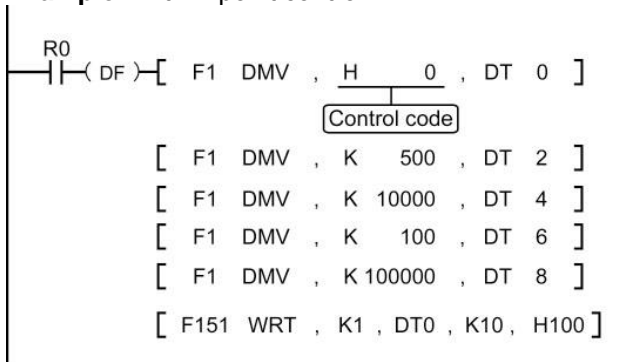 R0
( DF ) [ F1 DMV , H 0 , DT 0 ]
Control code
[ F1 DMV , K 500 , DT 2 ]
[ F1 DMV , K 10000 , DT 4 ]
[ F1 DMV , K 100 , DT 6 ]
[ F1 DMV , K 100000 , DT 8 ]
[ F151 WRT , K1 , DT0 , K10 , H100 ]